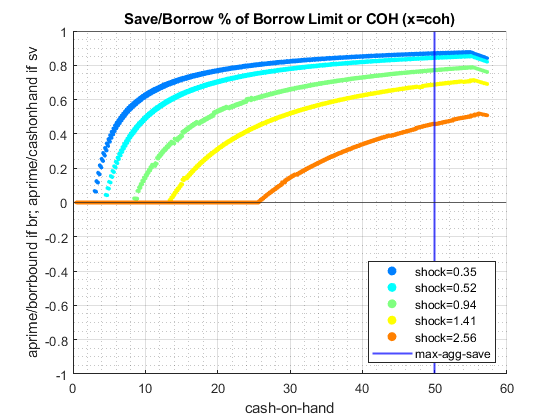 Save/Borrow % of Borrow Limit or COH (x=coh)
aprime/borrbound if br; aprime/cashonhand if sv
1
0.8
0.6
0.4
0.2
0
-0.2
-0.4
-0.6
-0.8
-1
shock=0.35
shock=0.52
shock=0.94
shock=1.41
shock=2.56
max-agg-save
0 10 20 30 40 50 60
cash-on-hand